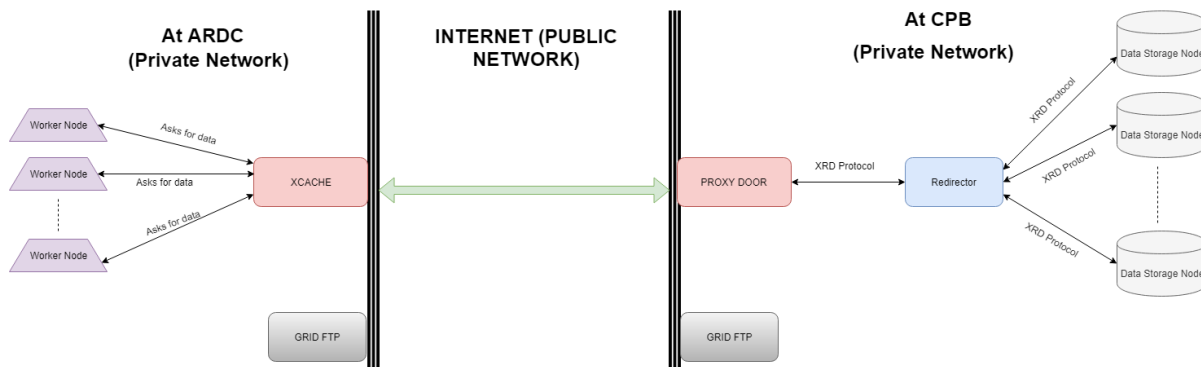 At ARDC
(Private Network)
INTERNET (PUBLIC
NETWORK)
At CPB
(Private Network)
Worker Node
Worker Node
Worker Node
Asks for data
Asks for data
Asks for data
XCACHE
GRID FTP
PROXY DOOR
GRID FTP
XRD Protocol
Redirector
XRD Protocol
XRD Protocol
XRD Protocol
Data Storage Node
Data Storage Node
Data Storage Node